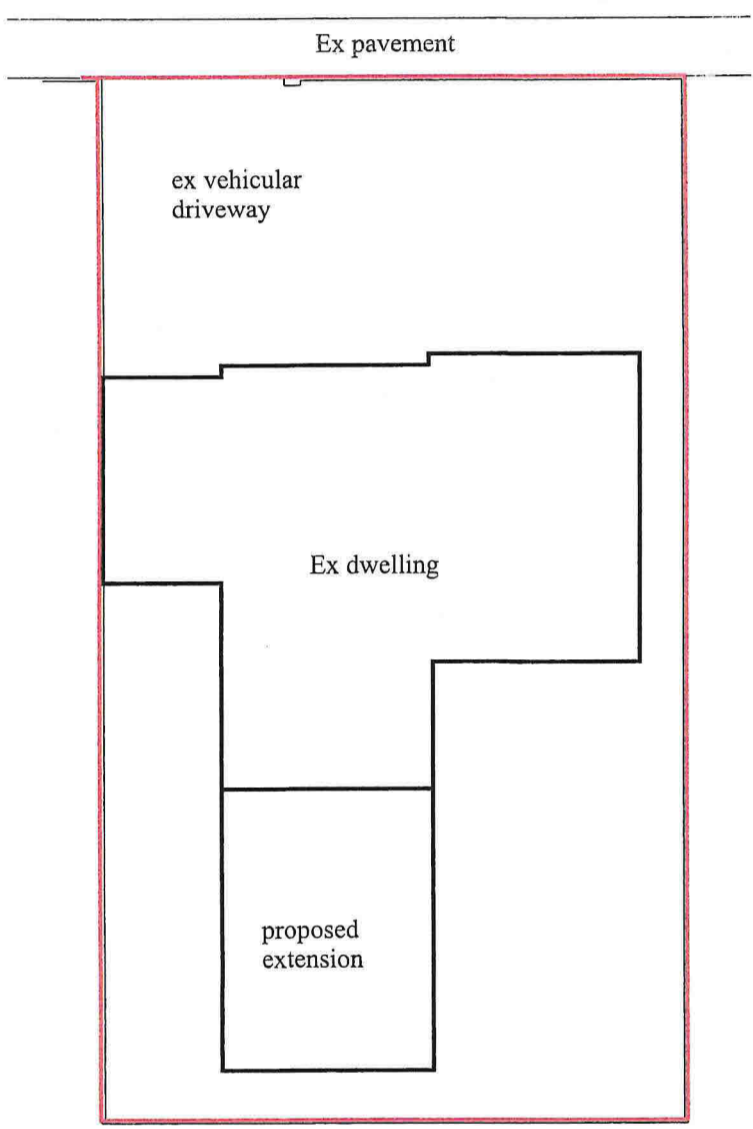 Ex pavement
ex vehicular
driveway
Ex dwelling
proposed
extension